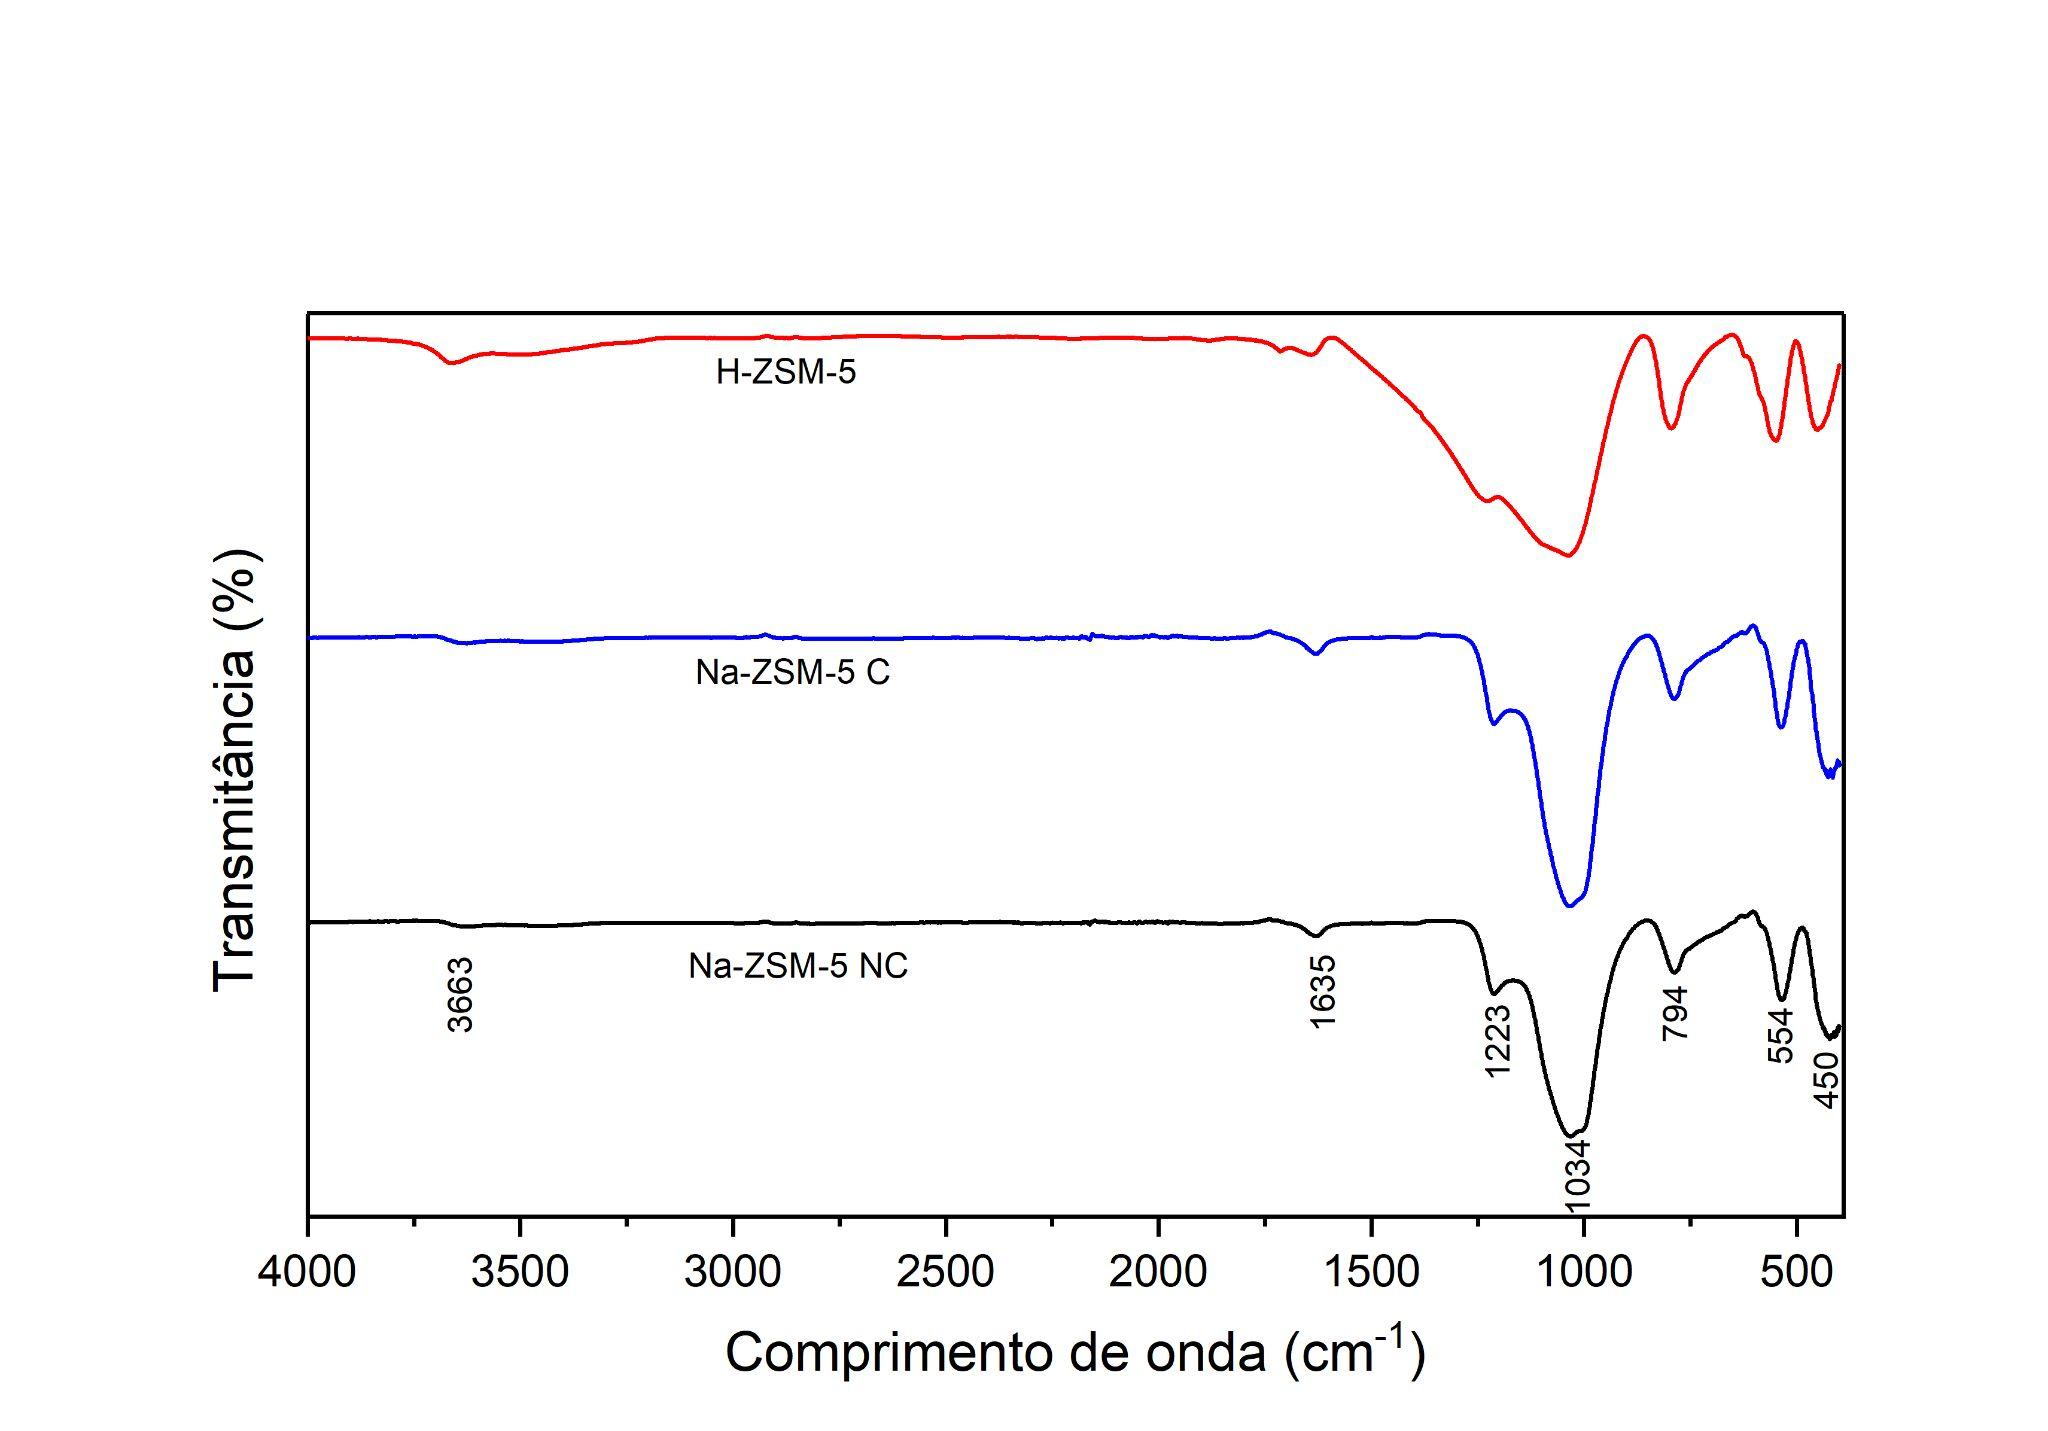 H-ZSM-5
Na-ZSM-5 C
Na-ZSM-5 NC
3663
1635
1223
1034
794
554
450
Transmitância (%)
4000 3500 3000 2500 2000 1500 1000 500
Comprimento de onda (cm⁻¹)